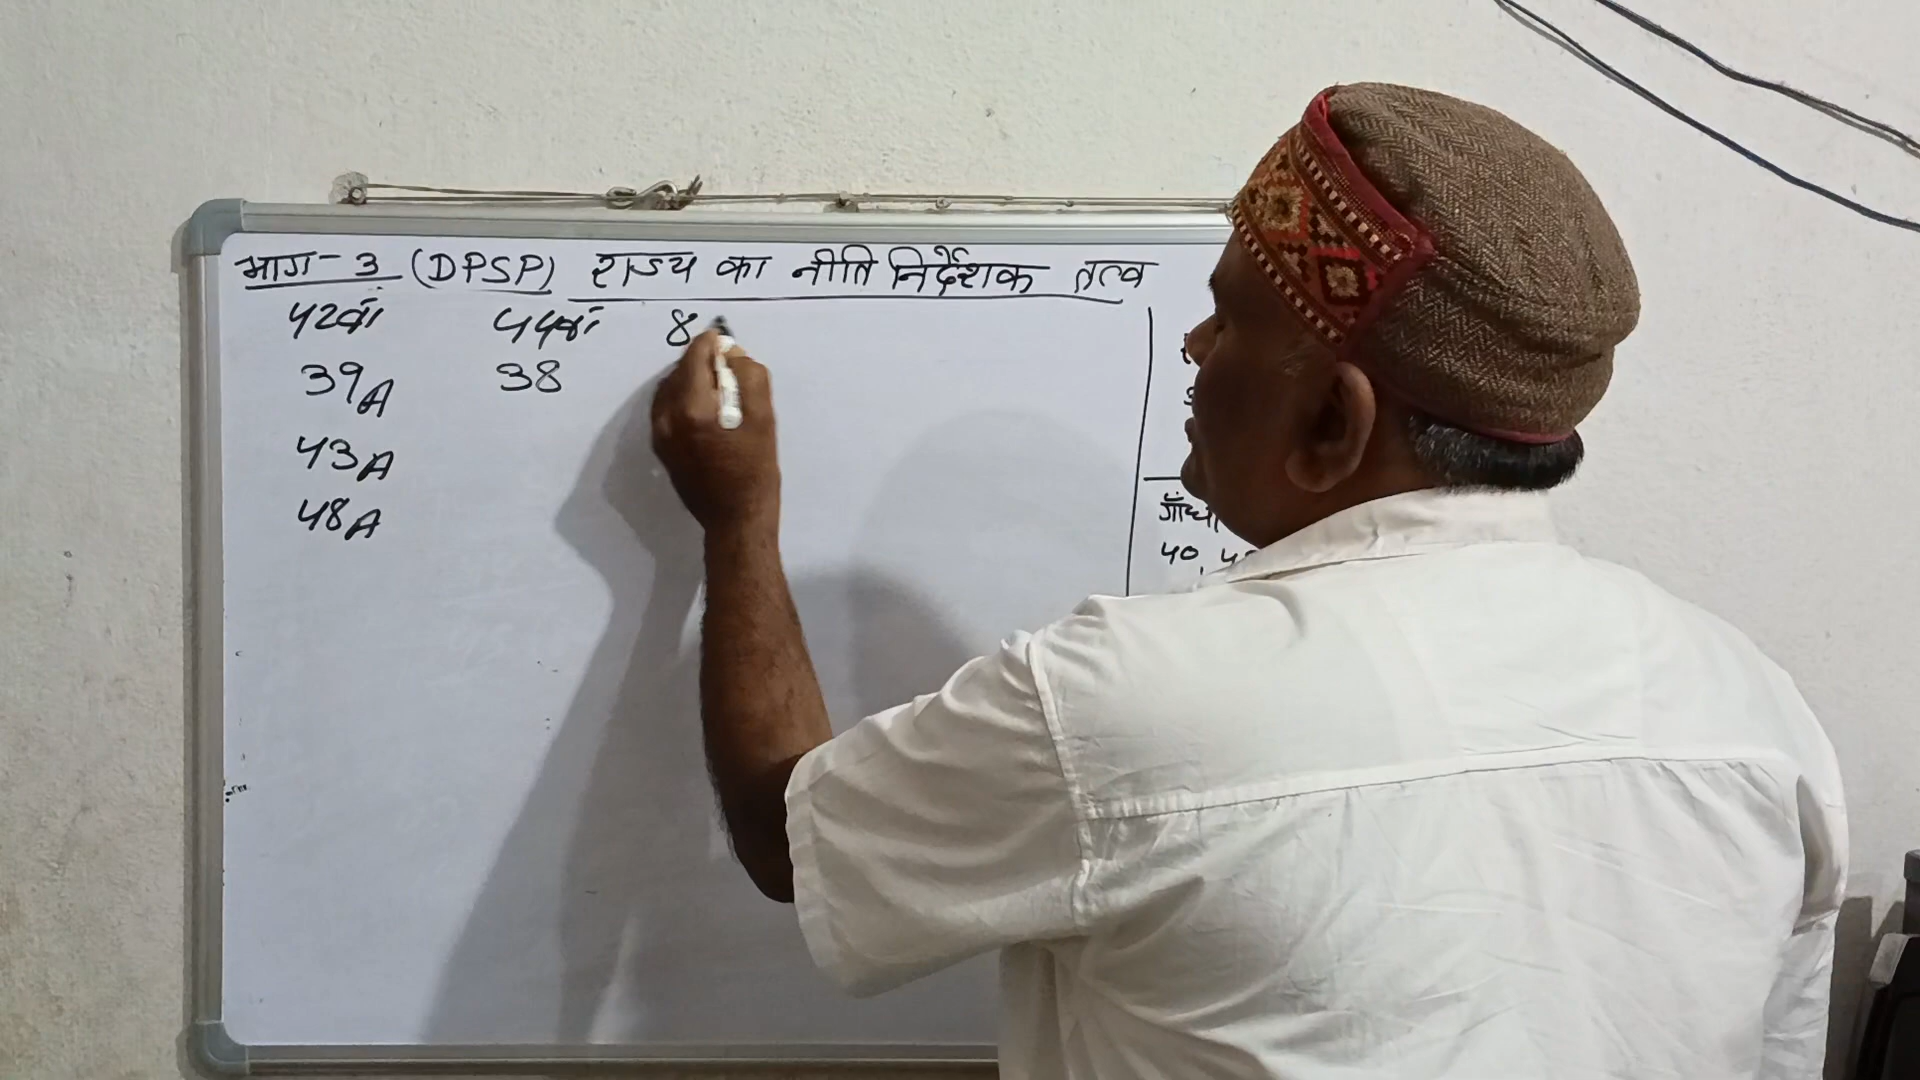 भाग-3 (DPSP) राज्य का नीति निर्देशक तत्व
42वां 44वां 8
39A 38
43A
48A
40,